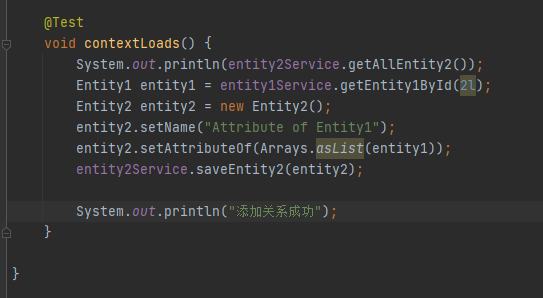 @Test
void contextLoads() {
System.out.println(entity2Service.getAllEntity2());
Entity1 entity1 = entity1Service.getEntity1ById(2l);
Entity2 entity2 = new Entity2();
entity2.setName("Attribute of Entity1");
entity2.setAttributeOf(Arrays.asList(entity1));
entity2Service.saveEntity2(entity2);
System.out.println("添加关系成功");
}
}